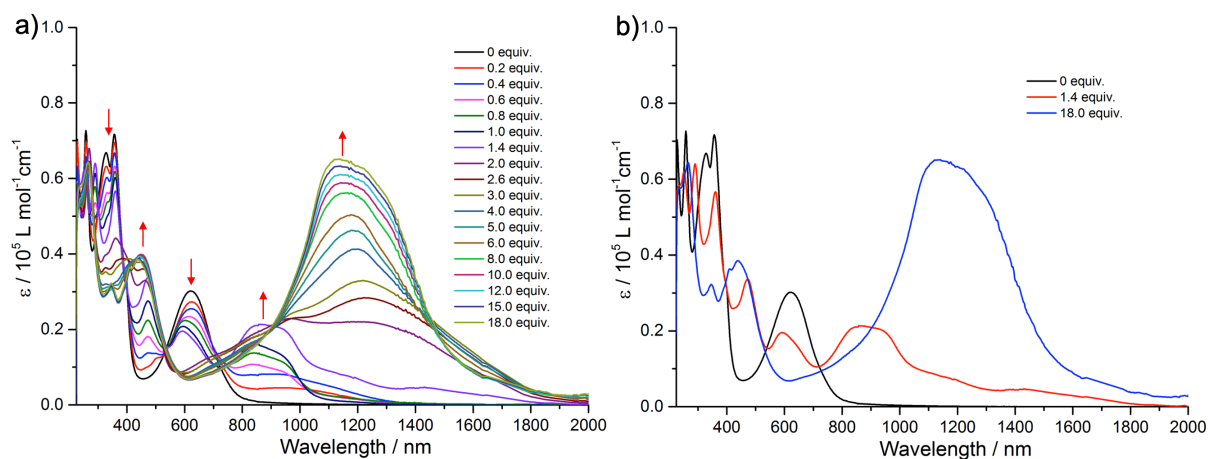 a)
1.0
0.8
0.6
0.4
0.2
0.0
ε / 10⁵ L mol⁻¹cm⁻¹
400 600 800 1000 1200 1400 1600 1800 2000
Wavelength / nm
0 equiv.
0.2 equiv.
0.4 equiv.
0.6 equiv.
0.8 equiv.
1.0 equiv.
1.4 equiv.
2.0 equiv.
2.6 equiv.
3.0 equiv.
4.0 equiv.
5.0 equiv.
6.0 equiv.
8.0 equiv.
10.0 equiv.
12.0 equiv.
15.0 equiv.
18.0 equiv.
b)
1.0
0.8
0.6
0.4
0.2
0.0
ε / 10⁵ L mol⁻¹cm⁻¹
400 600 800 1000 1200 1400 1600 1800 2000
Wavelength / nm
0 equiv.
1.4 equiv.
18.0 equiv.